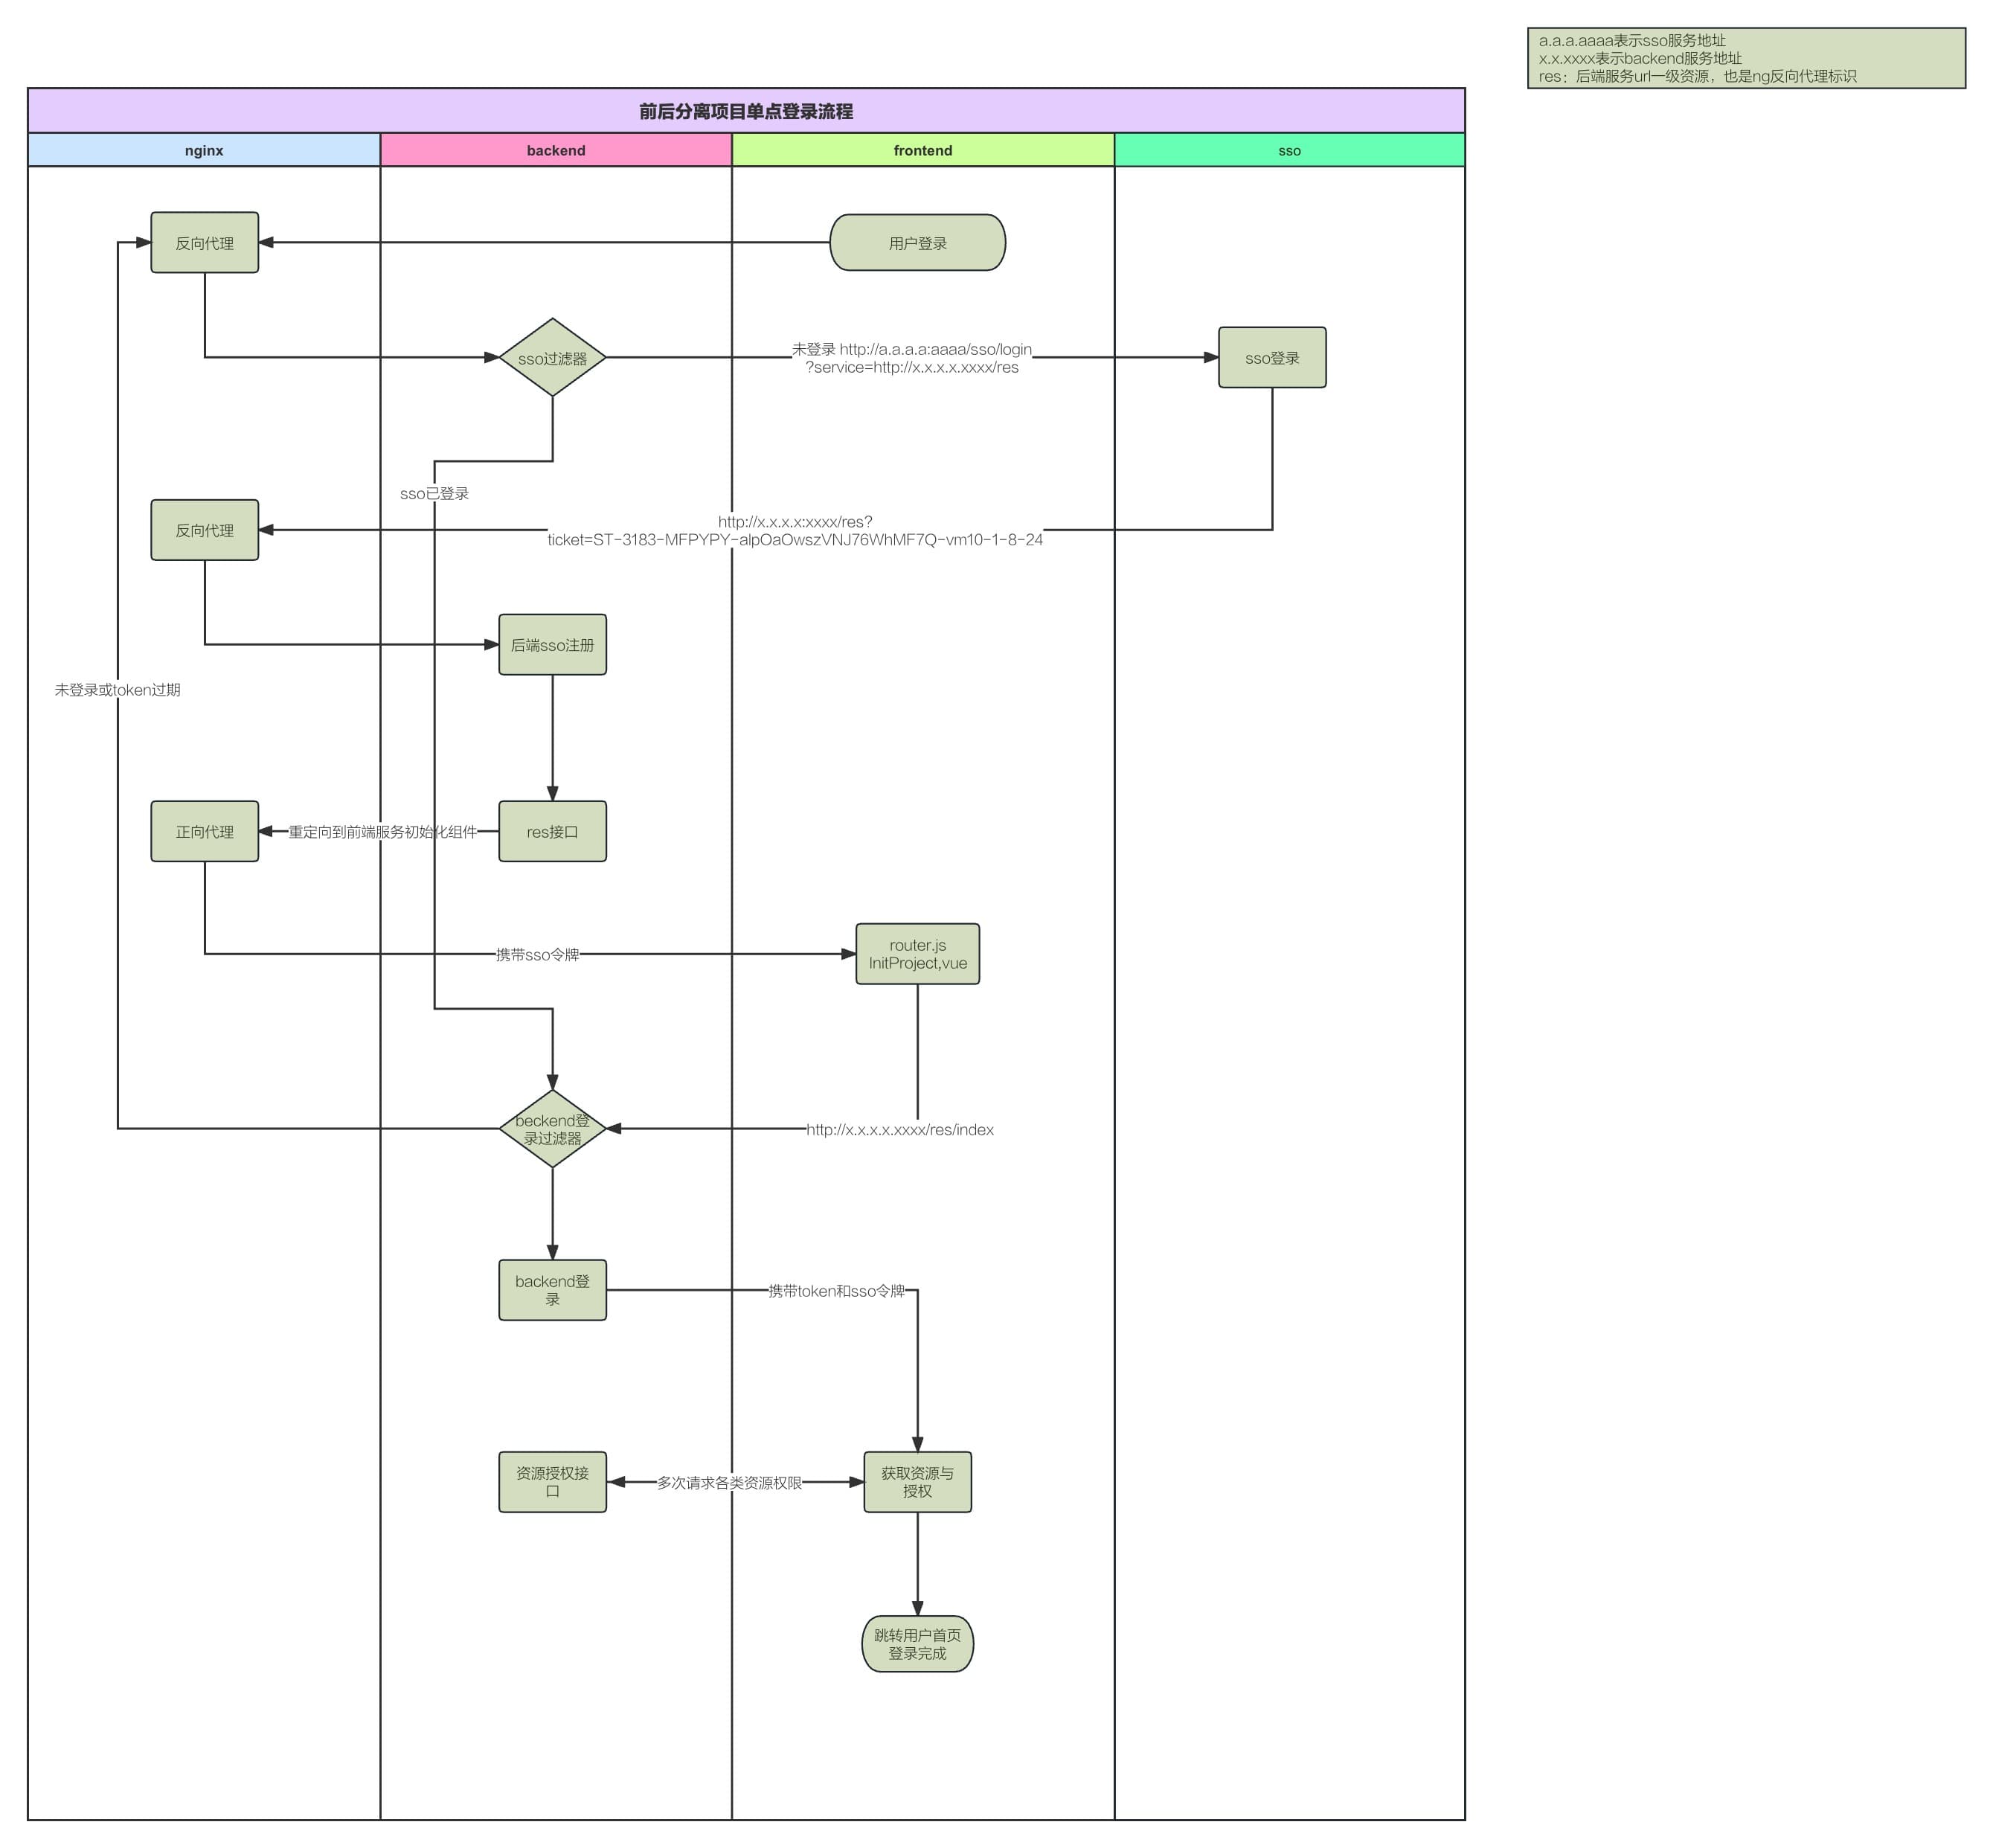 a.a.a.aaaa表示sso服务地址
x.x.xxxx表示backend服务地址
res：后端服务url一级资源，也是ng反向代理标识
前后分离项目单点登录流程
nginx
backend
frontend
sso
反向代理
用户登录
sso过滤器
未登录 http://a.a.a.a:aaaa/sso/login
?service=http://x.x.x.x.xxxx/res
sso登录
sso已登录
反向代理
http://x.x.x.x:xxxx/res?
ticket=ST-3183-MFPYPY-alpOaOwszVNJ76WhMF7Q-vm10-1-8-24
后端sso注册
未登录或token过期
正向代理
重定向到前端服务初始化组件
res接口
携带sso令牌
router.js
InitProject,vue
beckend登
录过滤器
http://x.x.x.x.xxxx/res/index
backend登
录
携带token和sso令牌
资源授权接
口
多次请求各类资源权限
获取资源与
授权
跳转用户首页
登录完成